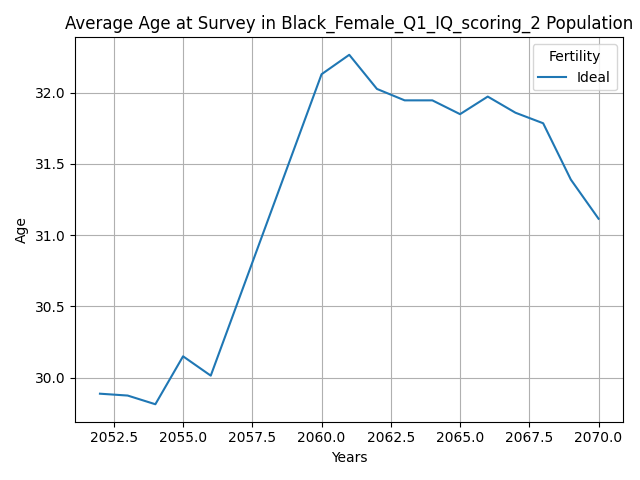 Average Age at Survey in Black_Female_Q1_IQ_scoring_2 Population
Fertility
Ideal
32.0
31.5
31.0
30.5
30.0
Age
2052.5 2055.0 2057.5 2060.0 2062.5 2065.0 2067.5 2070.0
Years